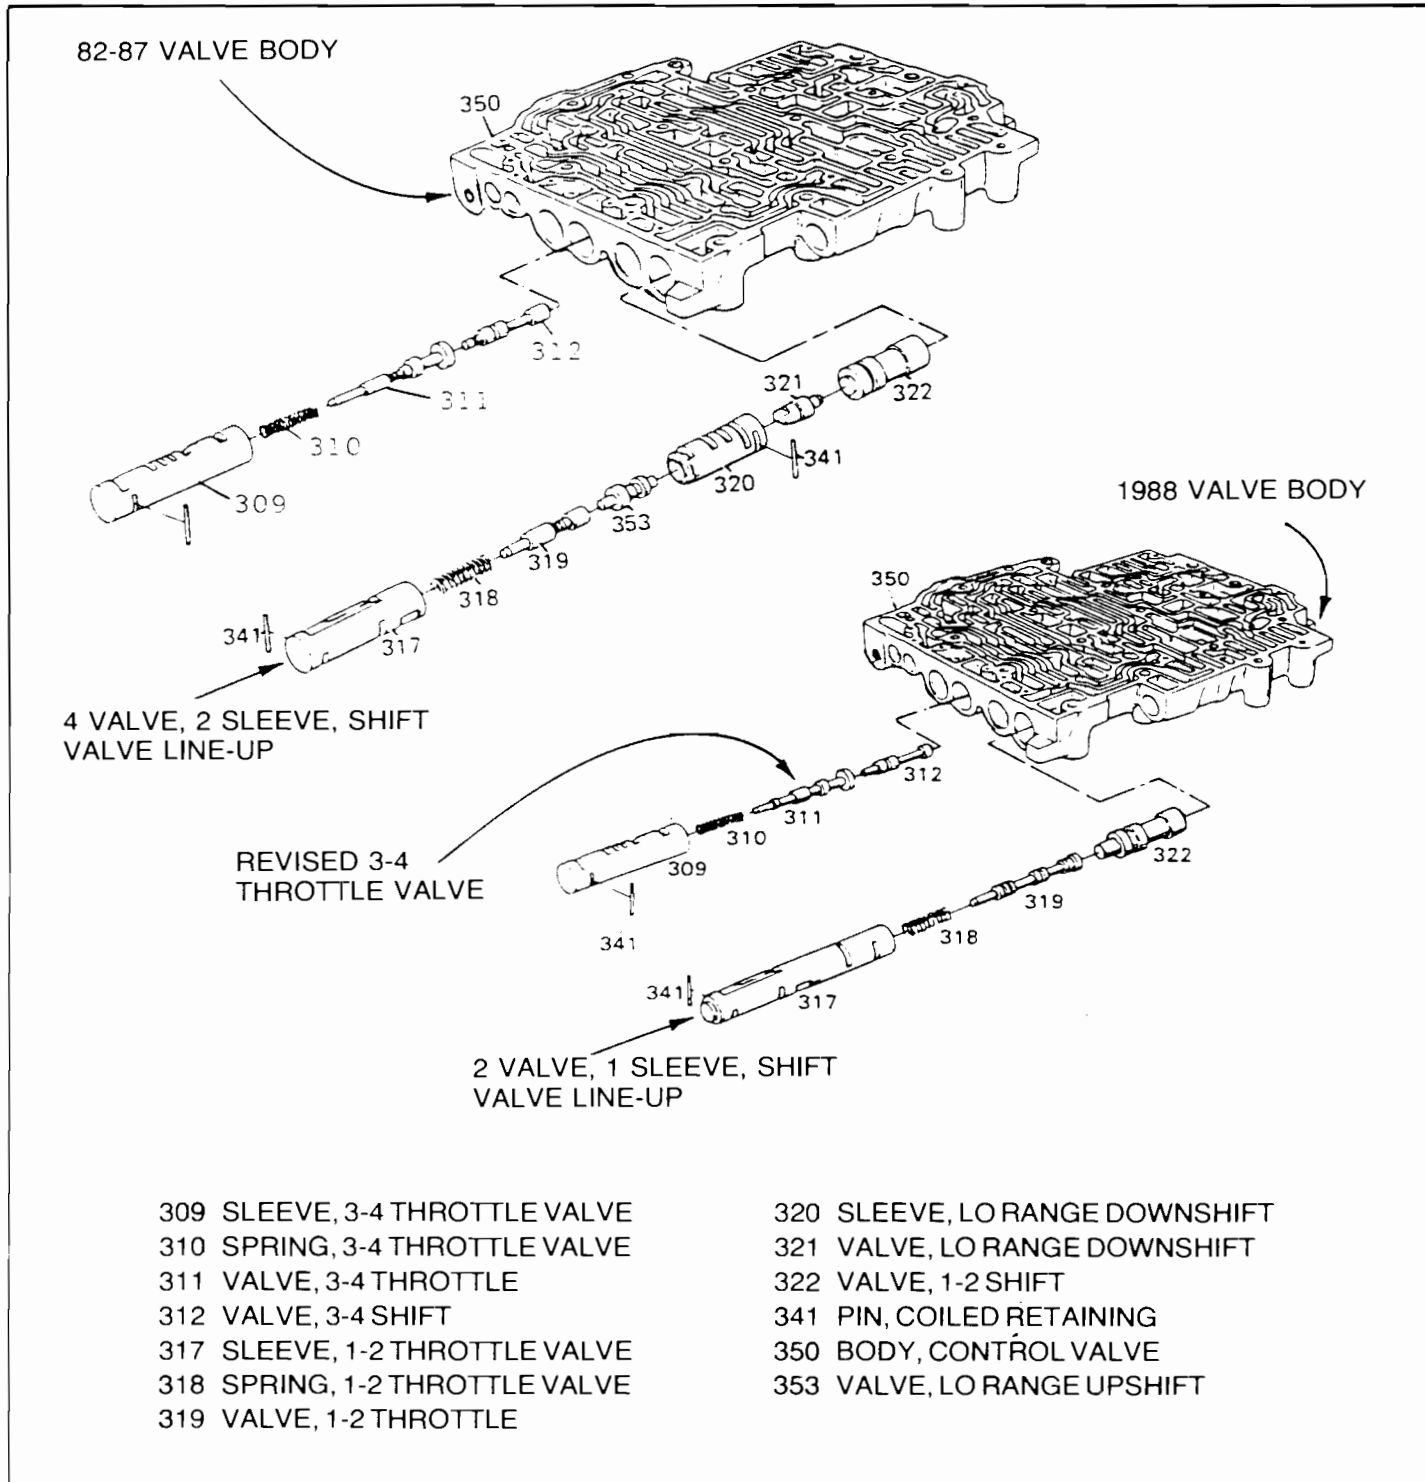 82-87 VALVE BODY
350
312
311
310
309
321
322
341
320
353
319
318
341
317
4 VALVE, 2 SLEEVE, SHIFT
VALVE LINE-UP
1988 VALVE BODY
350
312
311
310
309
341
REVISED 3-4
THROTTLE VALVE
322
319
318
317
341
2 VALVE, 1 SLEEVE, SHIFT
VALVE LINE-UP
309 SLEEVE, 3-4 THROTTLE VALVE
310 SPRING, 3-4 THROTTLE VALVE
311 VALVE, 3-4 THROTTLE
312 VALVE, 3-4 SHIFT
317 SLEEVE, 1-2 THROTTLE VALVE
318 SPRING, 1-2 THROTTLE VALVE
319 VALVE, 1-2 THROTTLE
320 SLEEVE, LO RANGE DOWNSHIFT
321 VALVE, LO RANGE DOWNSHIFT
322 VALVE, 1-2 SHIFT
341 PIN, COILED RETAINING
350 BODY, CONTROL VALVE
353 VALVE, LO RANGE UPSHIFT